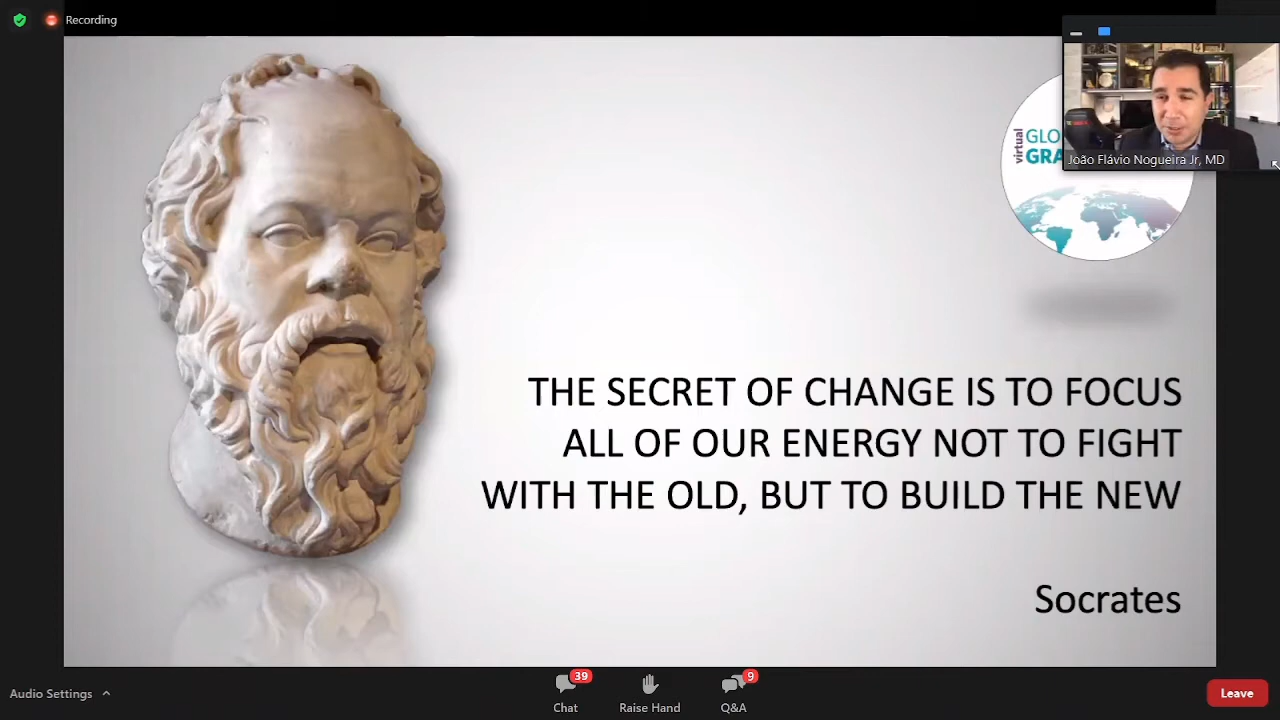 Recording
João Flávio Nogueira Jr, MD
virtual
THE SECRET OF CHANGE IS TO FOCUS
ALL OF OUR ENERGY NOT TO FIGHT
WITH THE OLD, BUT TO BUILD THE NEW
Socrates
Audio Settings
39
Chat
Raise Hand
9
Q&A
Leave